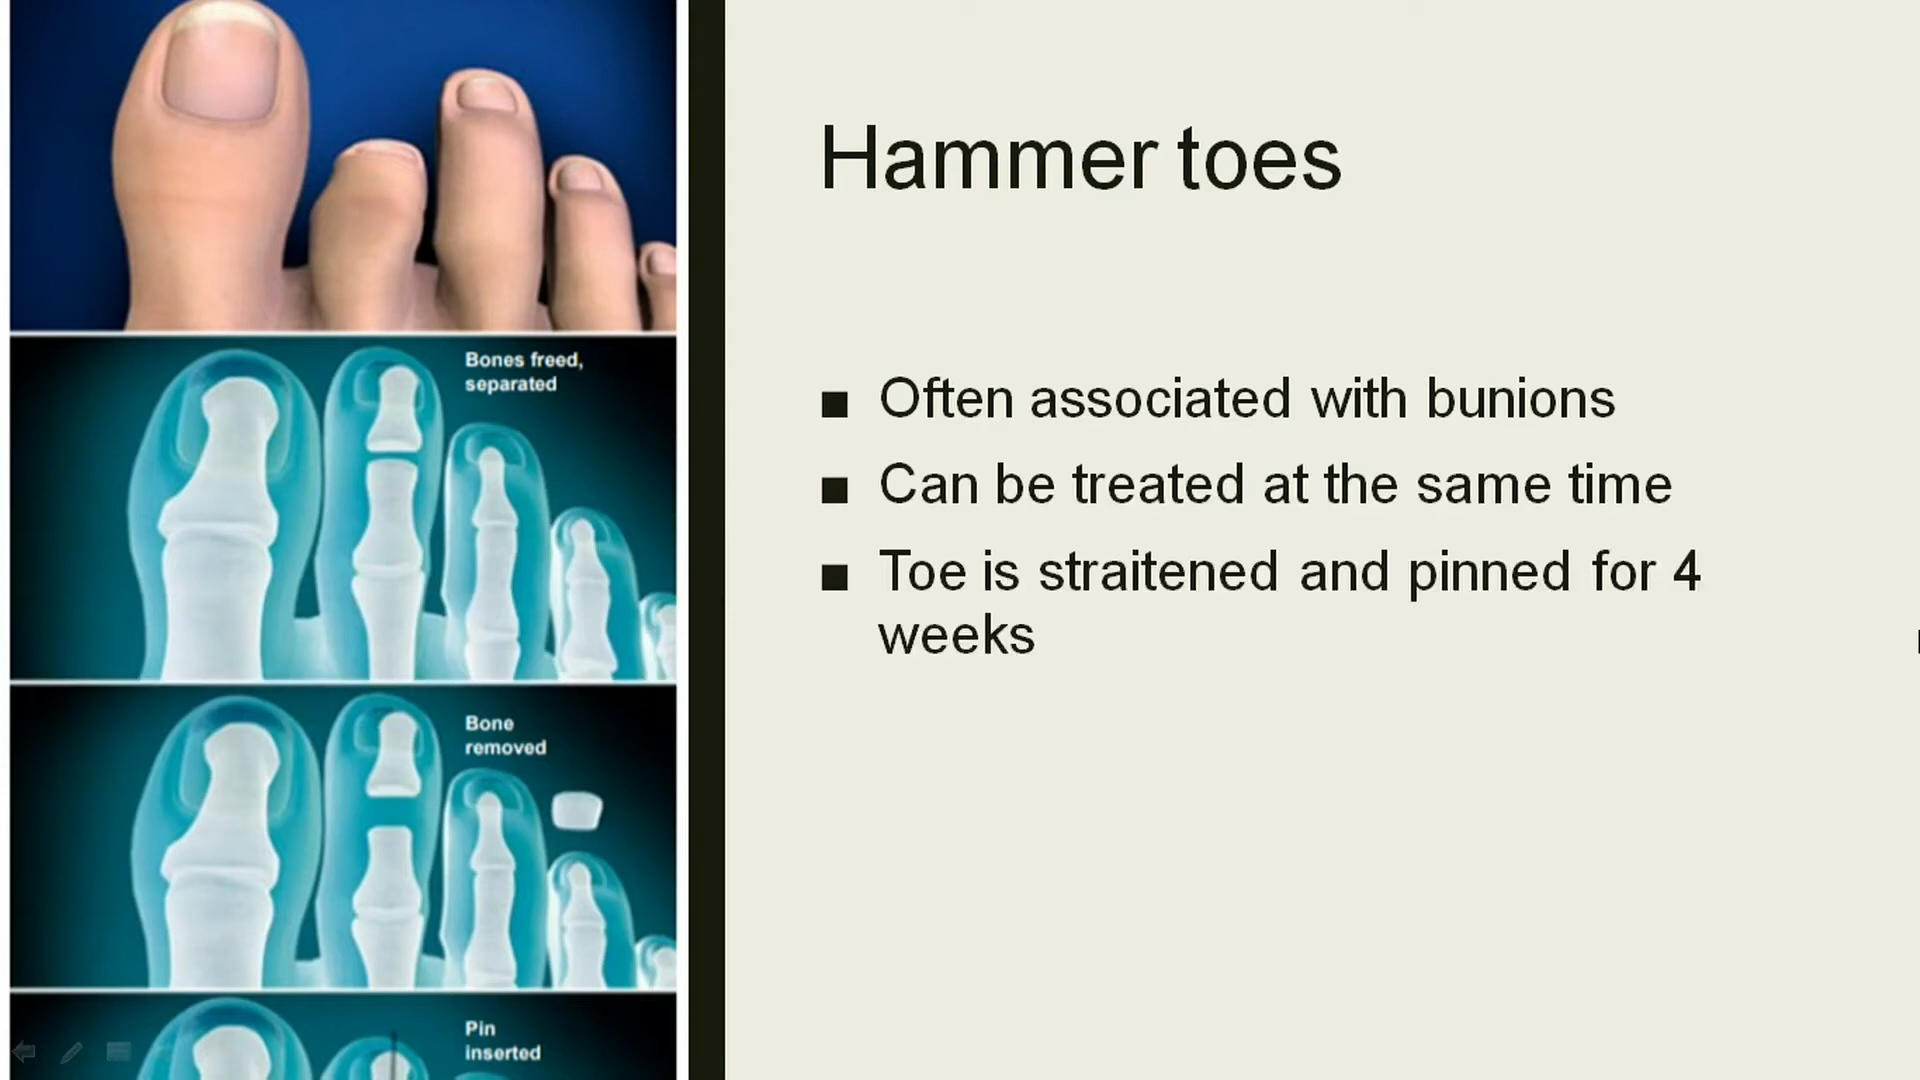 Hammer toes
■ Often associated with bunions
■ Can be treated at the same time
■ Toe is straitened and pinned for 4
weeks
Bones freed,
separated
Bone
removed
Pin
inserted